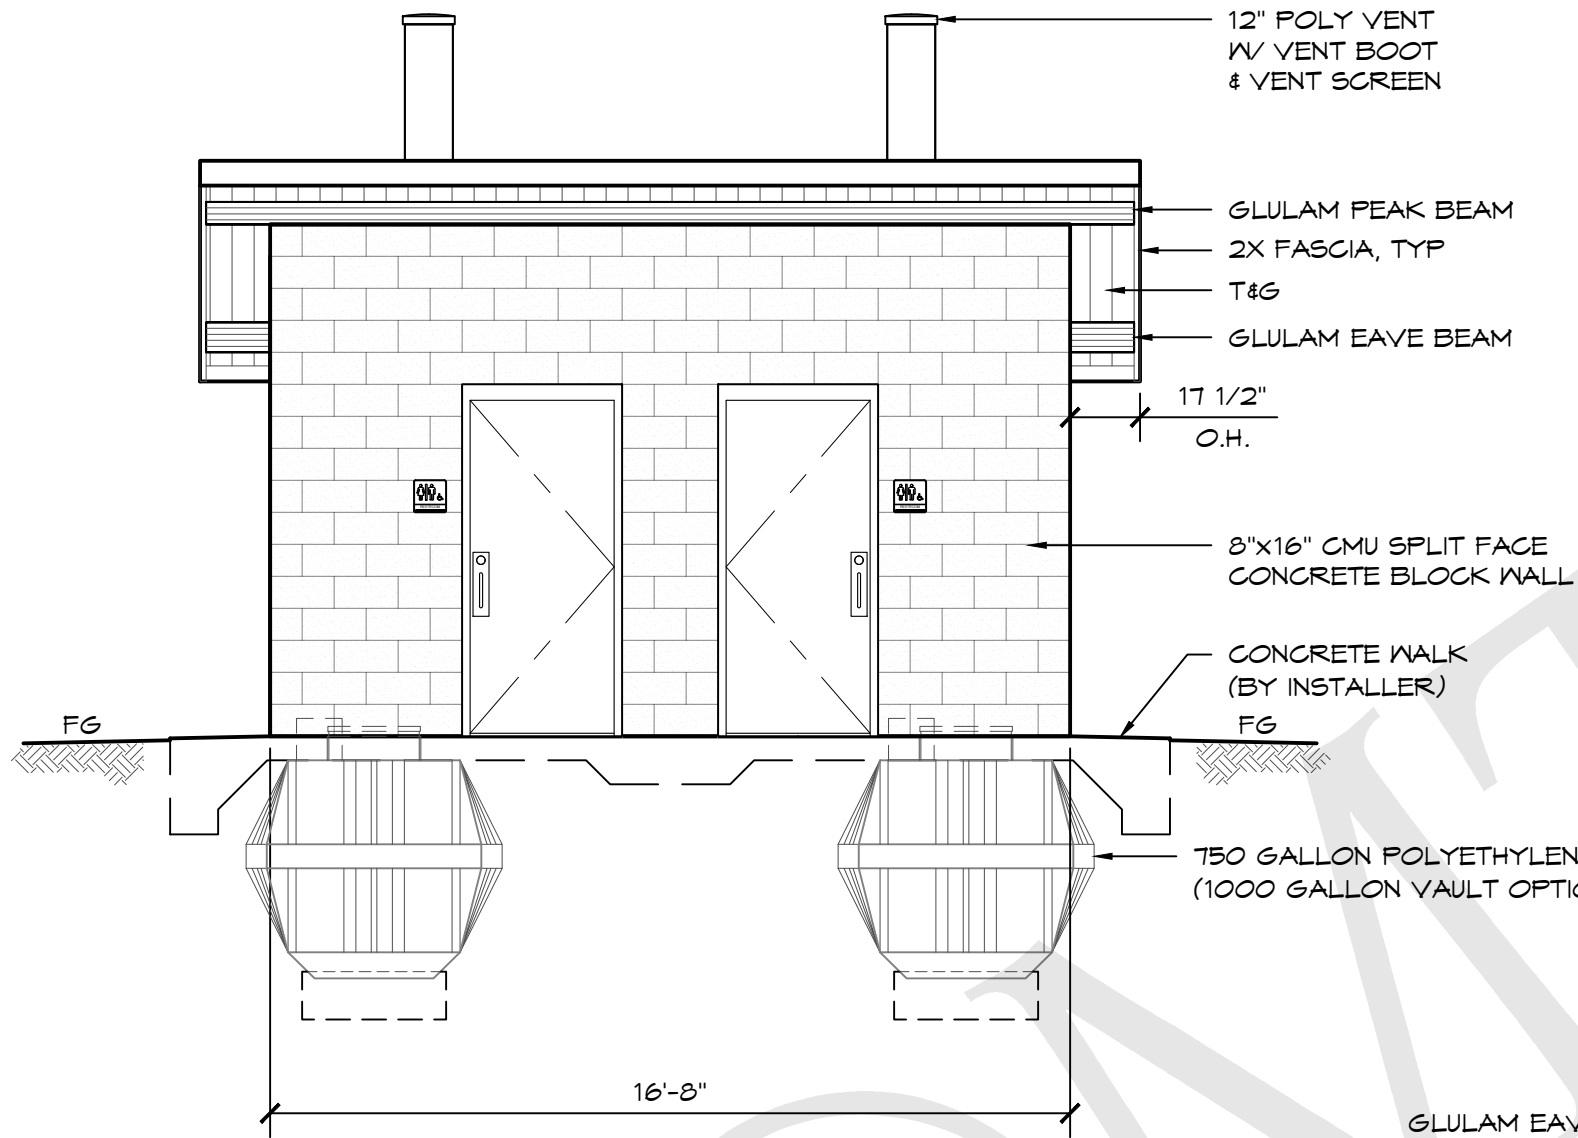 12" POLY VENT
W/ VENT BOOT
& VENT SCREEN
GLULAM PEAK BEAM
2X FASCIA, TYP
T&G
GLULAM EAVE BEAM
17 1/2"
O.H.
8"x16" CMU SPLIT FACE
CONCRETE BLOCK WALL
CONCRETE WALK
(BY INSTALLER)
FG
FG
750 GALLON POLYETHYLEN
(1000 GALLON VAULT OPTIO
16'-8"
GLULAM EAV